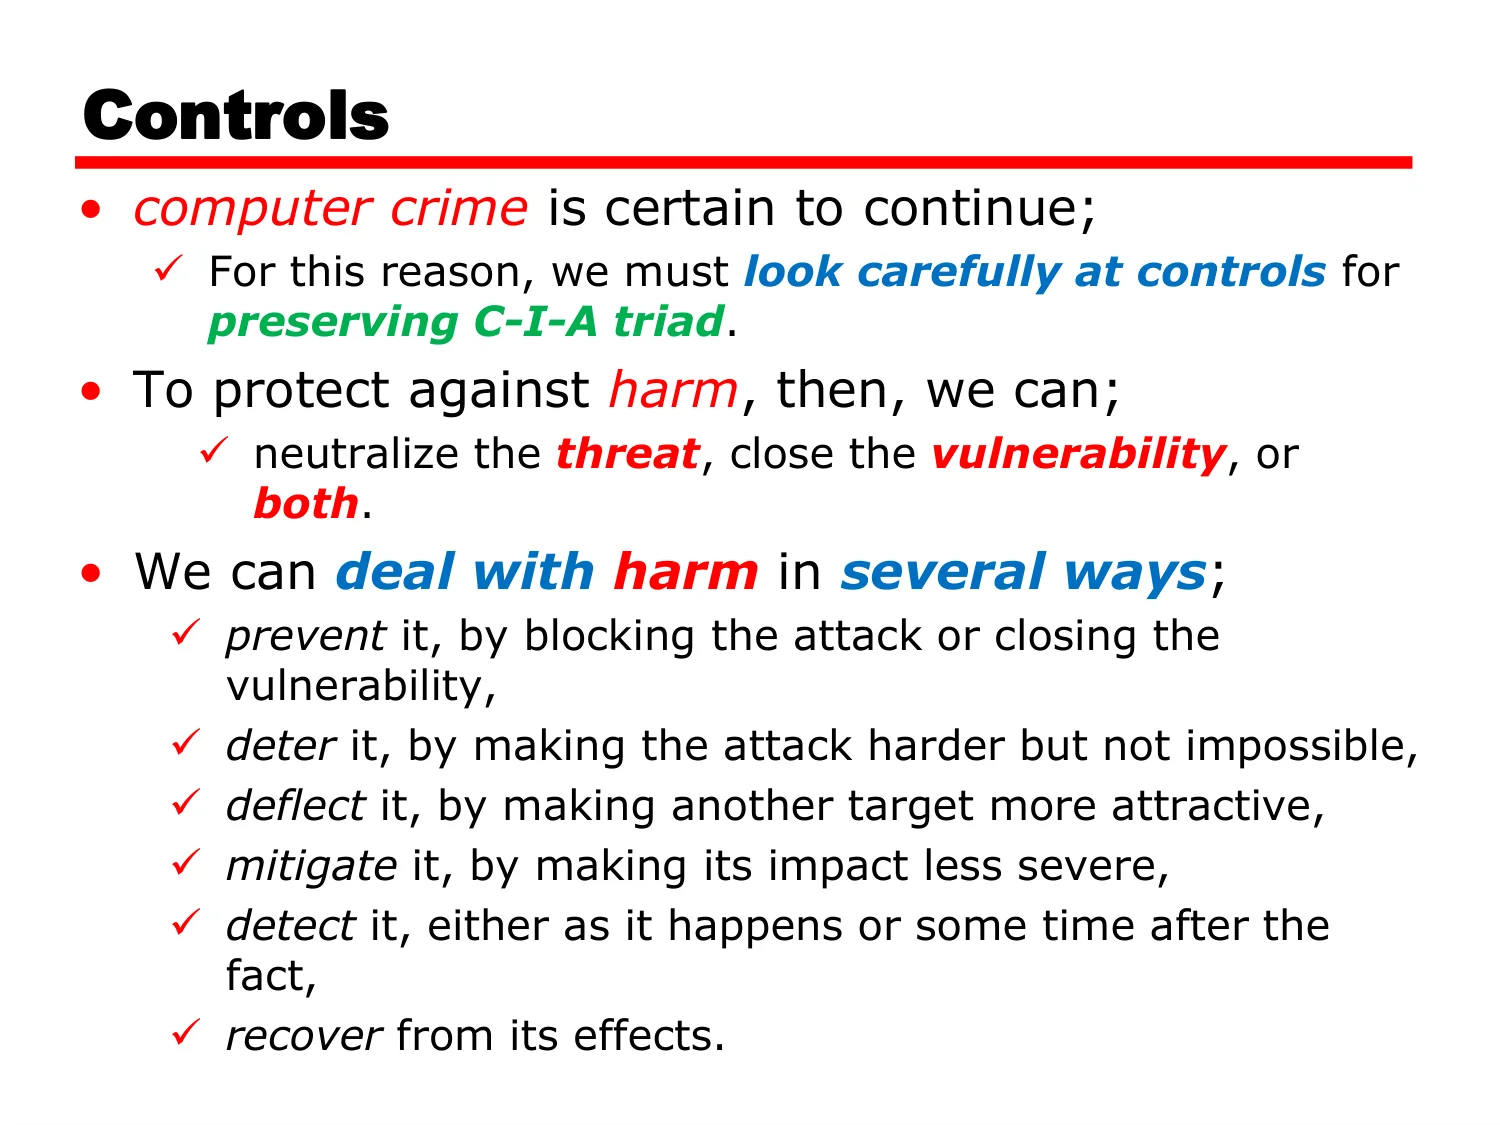 Controls
• computer crime is certain to continue;
✓ For this reason, we must look carefully at controls for
preserving C-I-A triad.
• To protect against harm, then, we can;
✓ neutralize the threat, close the vulnerability, or
both.
• We can deal with harm in several ways;
✓ prevent it, by blocking the attack or closing the
vulnerability,
✓ deter it, by making the attack harder but not impossible,
✓ deflect it, by making another target more attractive,
✓ mitigate it, by making its impact less severe,
✓ detect it, either as it happens or some time after the
fact,
✓ recover from its effects.